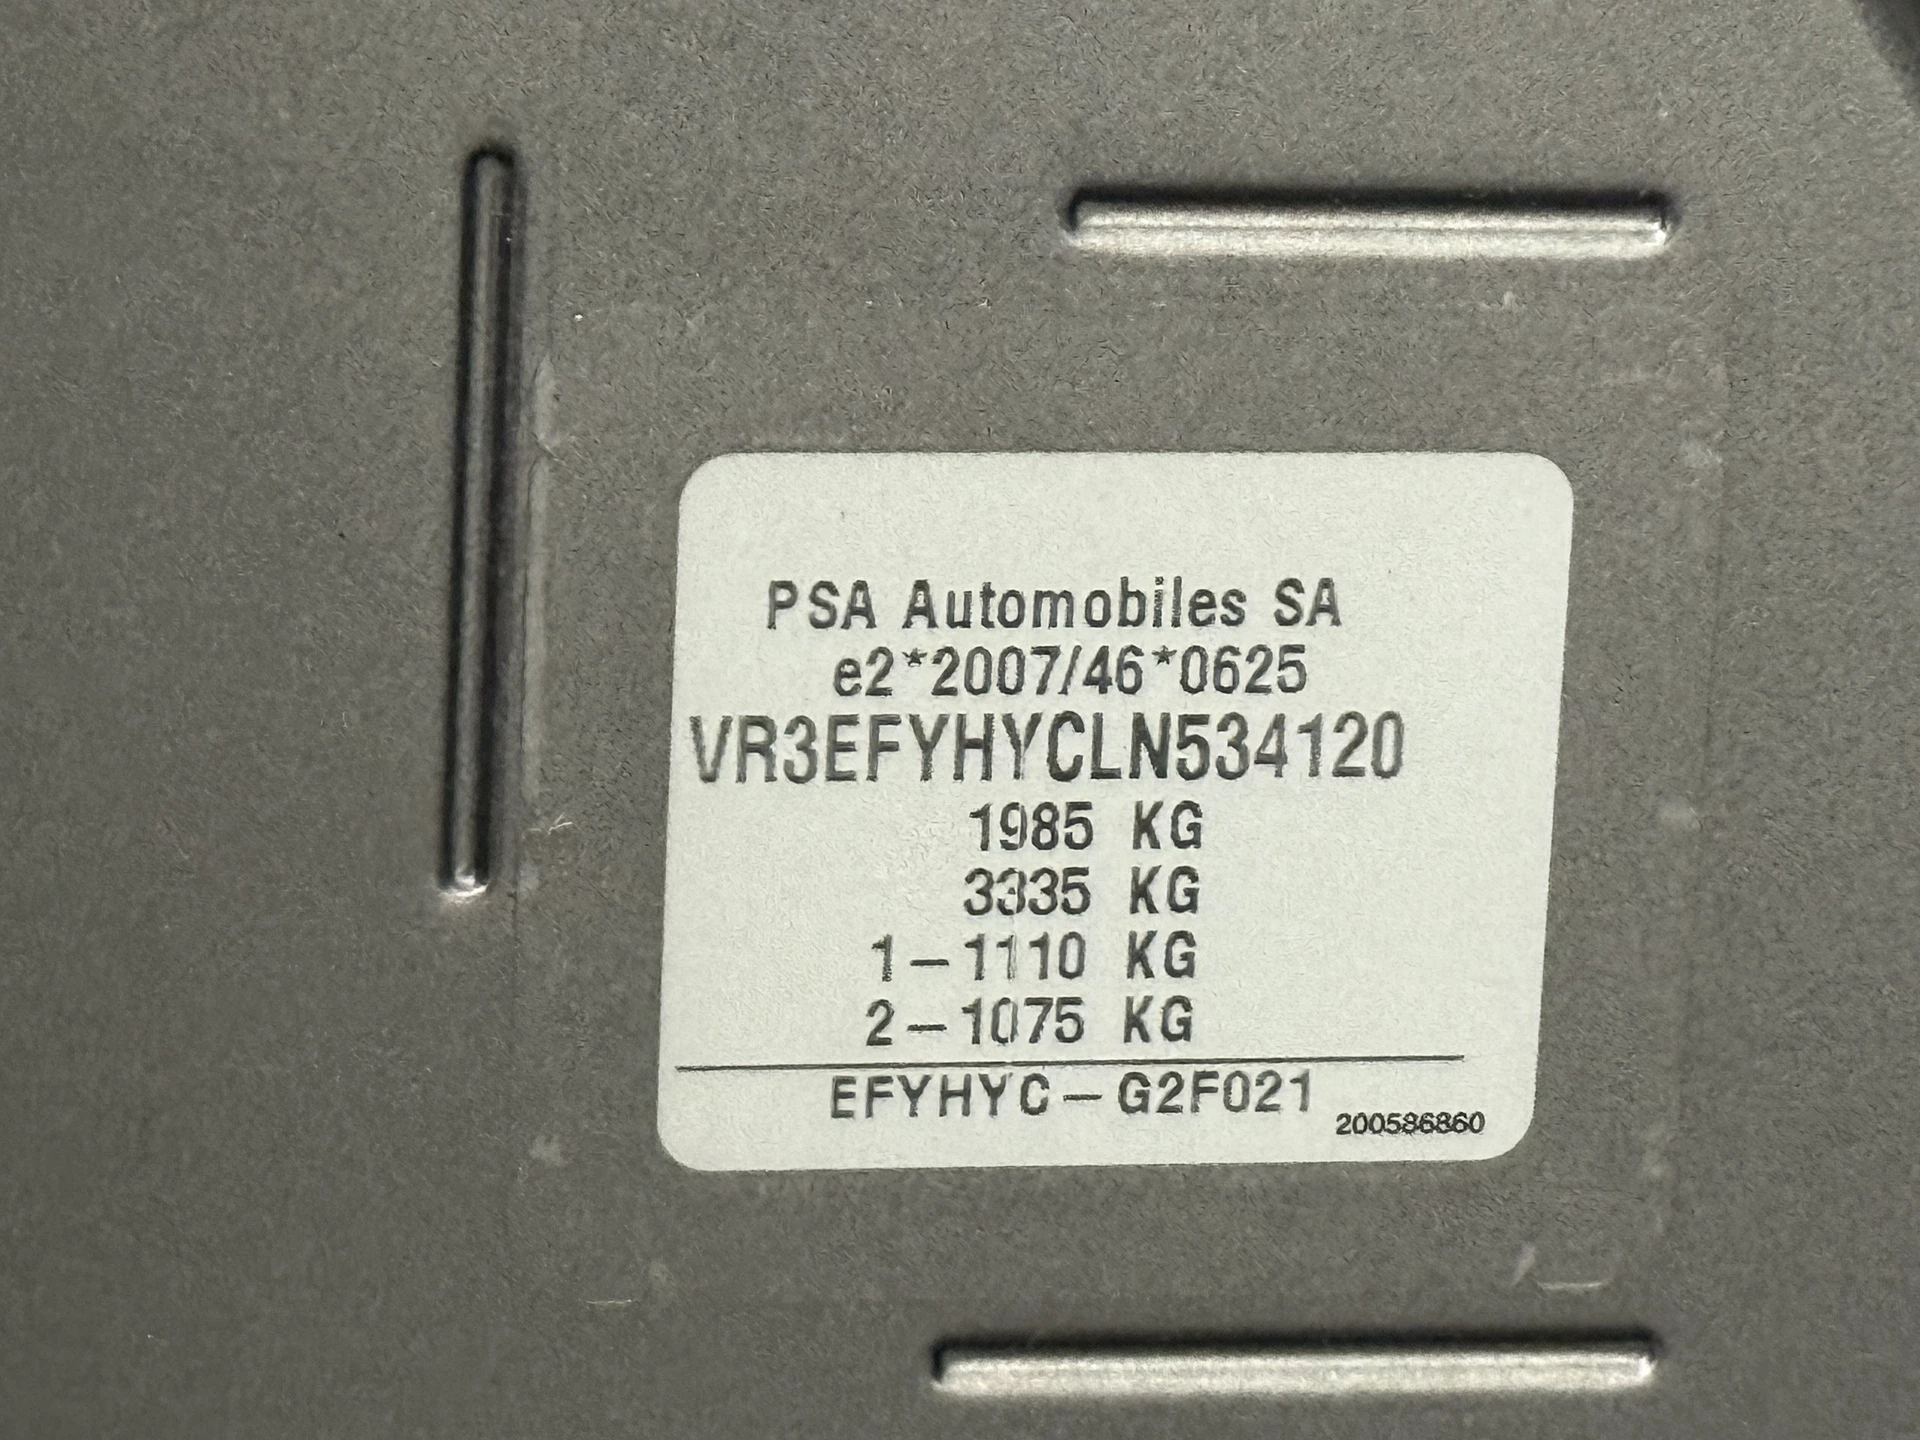 PSA Automobiles SA
e2*2007/46*0625
VR3EFYHYCLN534120
1985 KG
3335 KG
1–1110 KG
2–1075 KG
EFYHYC–G2F021
200586860